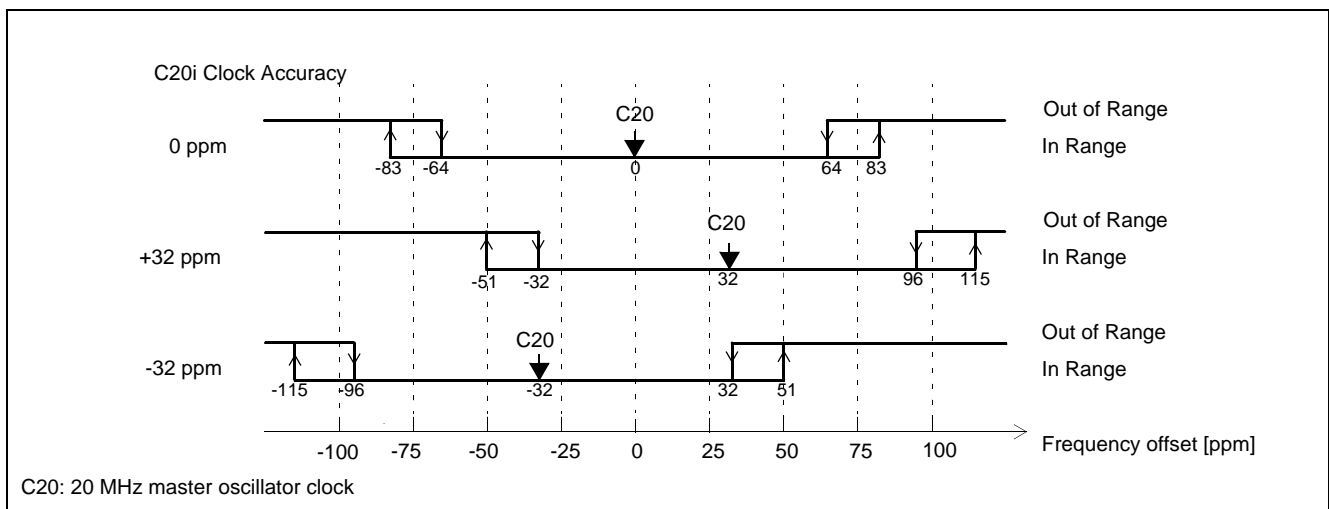 C20i Clock Accuracy
C20
Out of Range
0 ppm
In Range
-83 -64 0 64 83
C20
Out of Range
+32 ppm
In Range
-51 -32 32 96 115
C20
Out of Range
-32 ppm
In Range
-115 -96 -32 32 51
-100 -75 -50 -25 0 25 50 75 100 Frequency offset [ppm]
C20: 20 MHz master oscillator clock